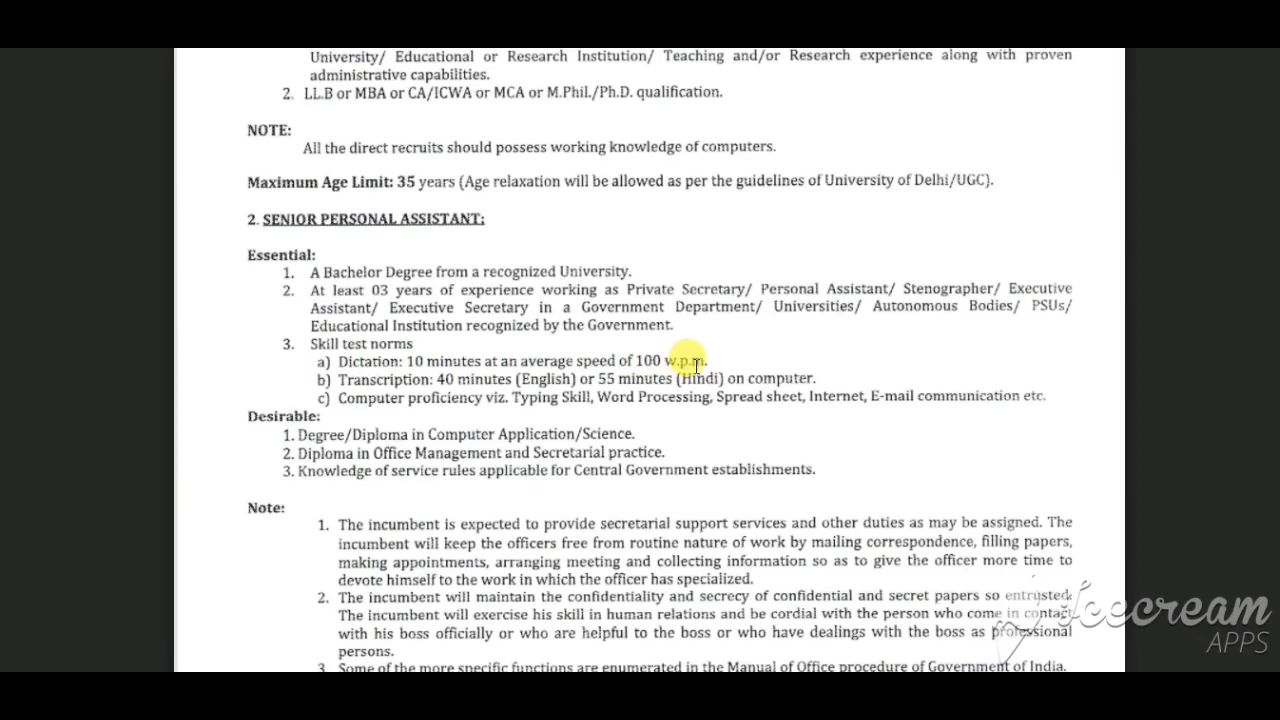 University/ Educational or Research Institution/ Teaching and/or Research experience along with proven
administrative capabilities.
2. LL.B or MBA or CA/ICWA or MCA or M.Phil./Ph.D. qualification.
NOTE:
All the direct recruits should possess working knowledge of computers.
Maximum Age Limit: 35 years (Age relaxation will be allowed as per the guidelines of University of Delhi/UGC).
2. SENIOR PERSONAL ASSISTANT:
Essential:
1. A Bachelor Degree from a recognized University.
2. At least 03 years of experience working as Private Secretary/ Personal Assistant/ Stenographer/ Executive
Assistant/ Executive Secretary in a Government Department/ Universities/ Autonomous Bodies/ PSUs/
Educational Institution recognized by the Government.
3. Skill test norms
a) Dictation: 10 minutes at an average speed of 100 w.p.m.
b) Transcription: 40 minutes (English) or 55 minutes (Hindi) on computer.
c) Computer proficiency viz. Typing Skill, Word Processing, Spread sheet, Internet, E-mail communication etc.
Desirable:
1. Degree/Diploma in Computer Application/Science.
2. Diploma in Office Management and Secretarial practice.
3. Knowledge of service rules applicable for Central Government establishments.
Note:
1. The incumbent is expected to provide secretarial support services and other duties as may be assigned. The
incumbent will keep the officers free from routine nature of work by mailing correspondence, filling papers,
making appointments, arranging meeting and collecting information so as to give the officer more time to
devote himself to the work in which the officer has specialized.
2. The incumbent will maintain the confidentiality and secrecy of confidential and secret papers so entrusted.
The incumbent will exercise his skill in human relations and be cordial with the person who come in contact
with his boss officially or who are helpful to the boss or who have dealings with the boss as professional
persons.
3. Some of the more specific functions are enumerated in the Manual of Office procedure of Government of India.
Icecream
APPS